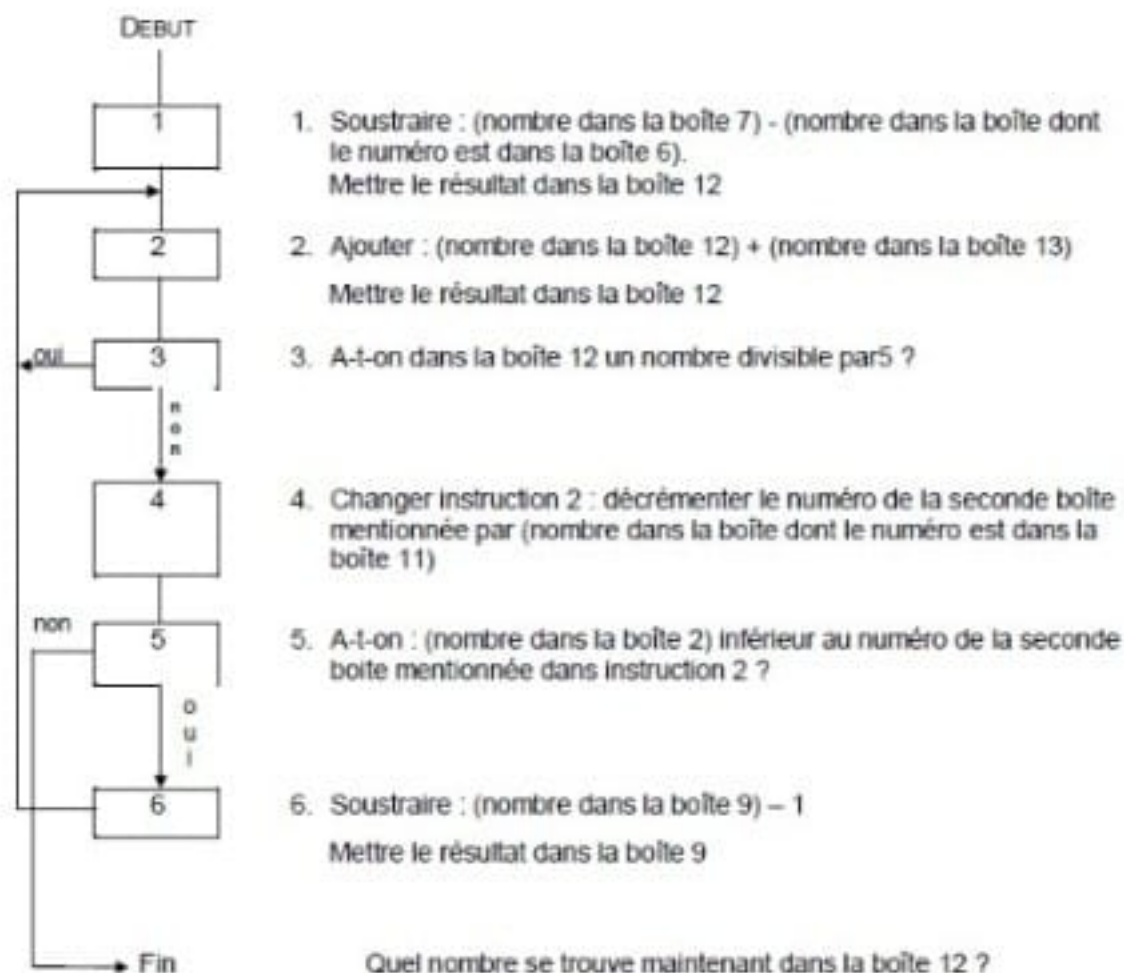 DEBUT
1
1. Soustraire : (nombre dans la boîte 7) - (nombre dans la boîte dont
le numéro est dans la boîte 6).
Mettre le résultat dans la boîte 12
2
2. Ajouter : (nombre dans la boîte 12) + (nombre dans la boîte 13)
Mettre le résultat dans la boîte 12
oui
3
3. A-t-on dans la boîte 12 un nombre divisible par5 ?
non
4
4. Changer instruction 2 : décrémenter le numéro de la seconde boîte
mentionnée par (nombre dans la boîte dont le numéro est dans la
boîte 11)
non
5
5. A-t-on : (nombre dans la boîte 2) inférieur au numéro de la seconde
boite mentionnée dans instruction 2 ?
oui
6
6. Soustraire : (nombre dans la boîte 9) – 1
Mettre le résultat dans la boîte 9
Fin
Quel nombre se trouve maintenant dans la boîte 12 ?